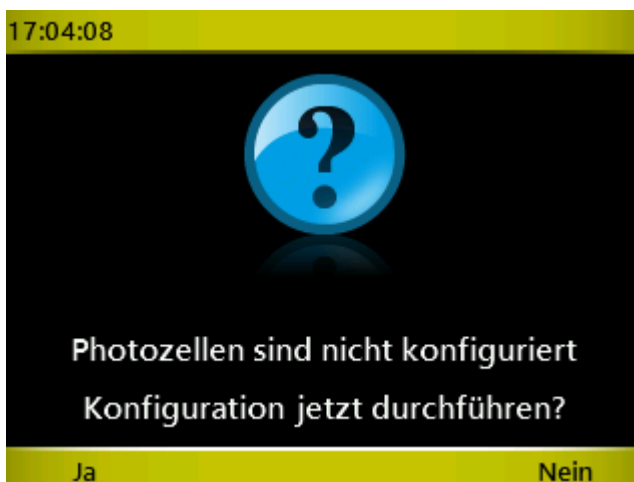 17:04:08
?
Photozellen sind nicht konfiguriert
Konfiguration jetzt durchführen?
Ja Nein